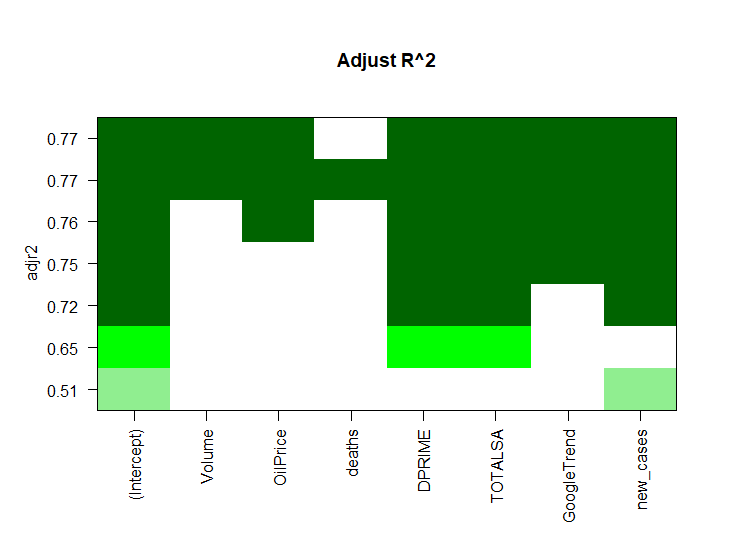 Adjust R^2
adjr2
0.77
0.77
0.76
0.75
0.72
0.65
0.51
(Intercept)
Volume
OilPrice
deaths
DPRIME
TOTALSA
GoogleTrend
new_cases